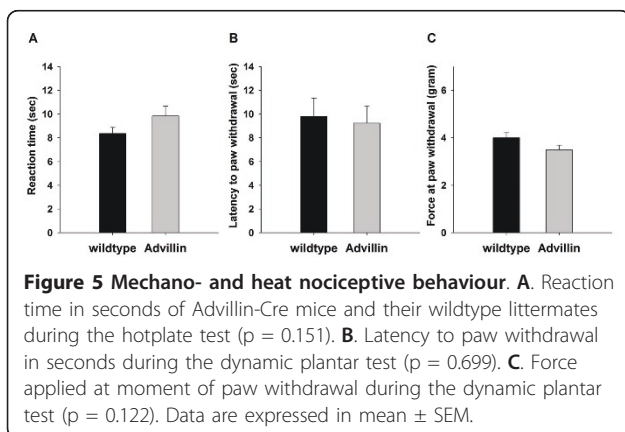 A B C
Reaction time (sec)
14
12
10
8
6
4
2
0
wildtype Advillin
Latency to paw withdrawal (sec)
14
12
10
8
6
4
2
0
wildtype Advillin
Force at paw withdrawal (gram)
6
4
2
0
wildtype Advillin
Figure 5 Mechano- and heat nociceptive behaviour. A. Reaction
time in seconds of Advillin-Cre mice and their wildtype littermates
during the hotplate test (p = 0.151). B. Latency to paw withdrawal
in seconds during the dynamic plantar test (p = 0.699). C. Force
applied at moment of paw withdrawal during the dynamic plantar
test (p = 0.122). Data are expressed in mean ± SEM.